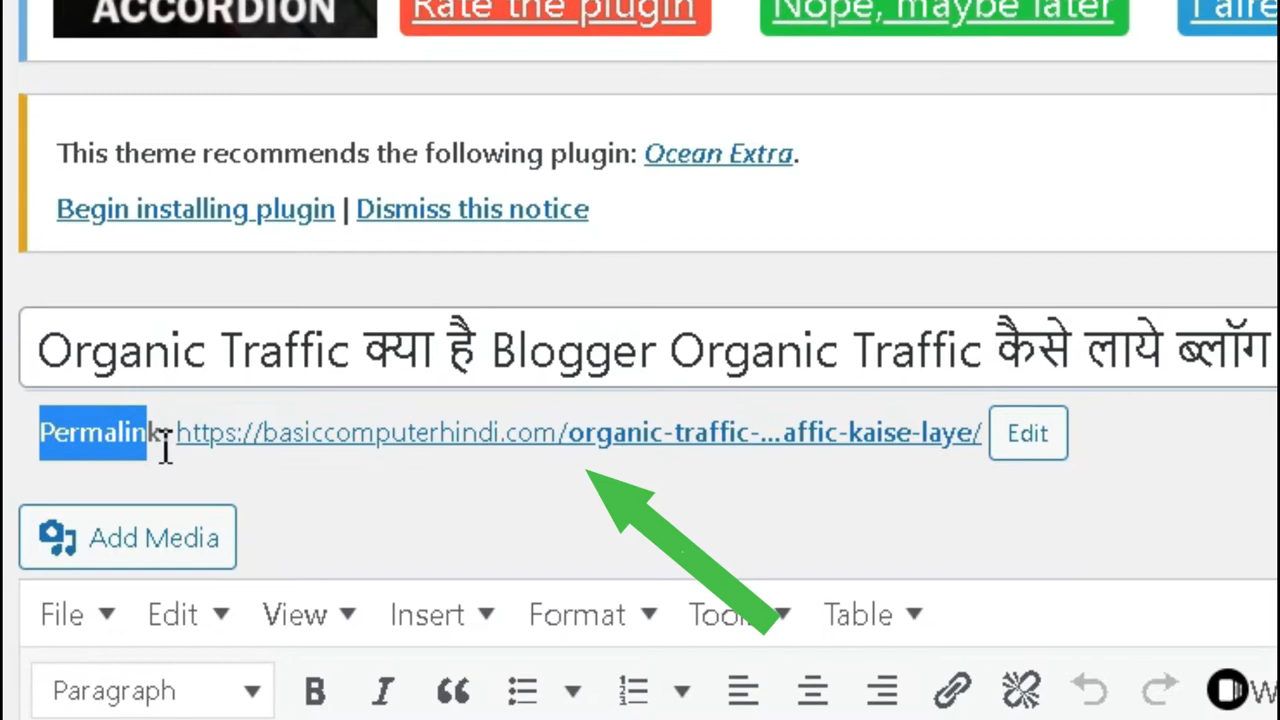 ACCORDION
Rate the plugin
Nope, maybe later
This theme recommends the following plugin: Ocean Extra.
Begin installing plugin | Dismiss this notice
Organic Traffic क्या है Blogger Organic Traffic कैसे लाये ब्लॉग
Permalink: https://basiccomputerhindi.com/organic-traffic-...affic-kaise-laye/ Edit
Add Media
File Edit View Insert Format Tools Table
Paragraph B I